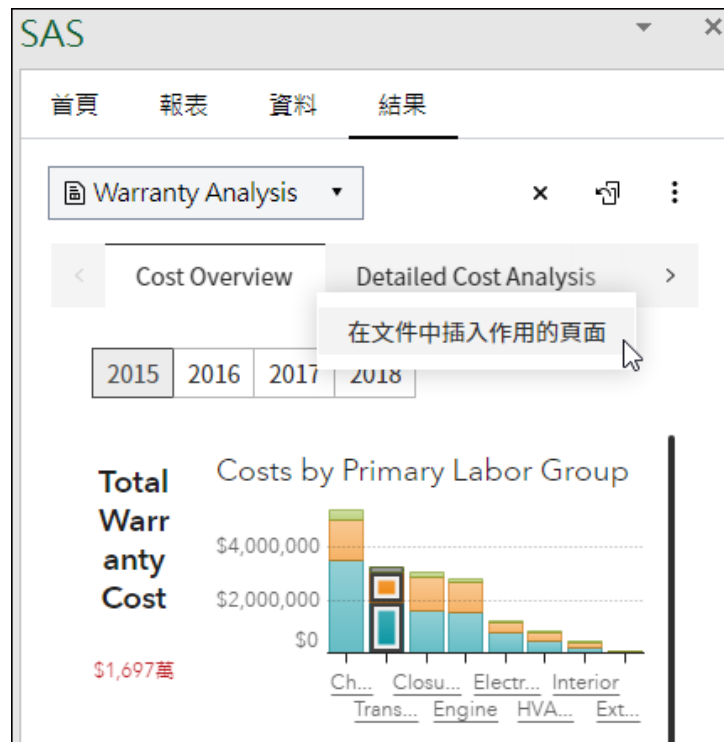 SAS
首頁 報表 資料 結果
Warranty Analysis
Cost Overview Detailed Cost Analysis
在文件中插入作用的頁面
2015 2016 2017 2018
Total
Warr
anty
Cost
$1,697萬
Costs by Primary Labor Group
$4,000,000
$2,000,000
$0
Ch... Closu... Electr... Interior
Trans... Engine HVA... Ext...